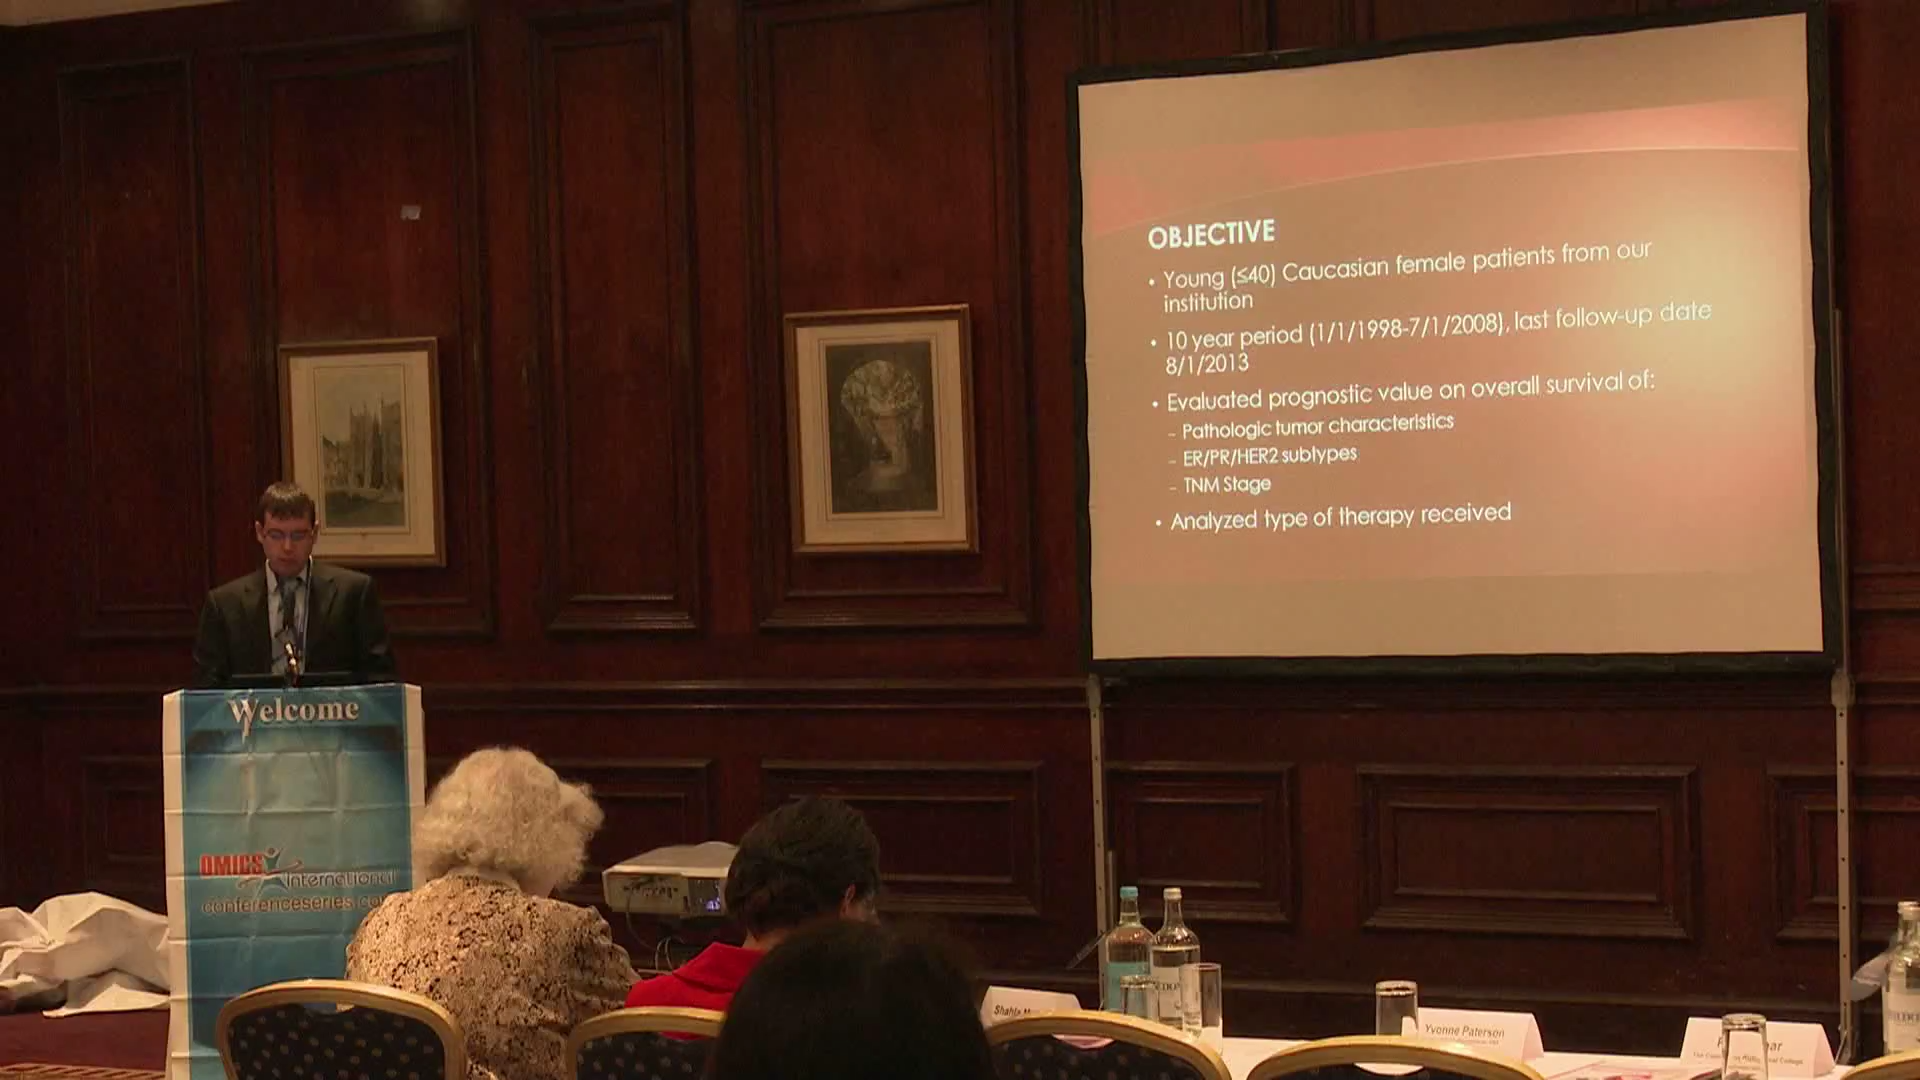 OBJECTIVE
• Young (≤40) Caucasian female patients from our
institution
• 10 year period (1/1/1998-7/1/2008), last follow-up date
8/1/2013
• Evaluated prognostic value on overall survival of:
– Pathologic tumor characteristics
– ER/PR/HER2 subtypes
– TNM Stage
• Analyzed type of therapy received
Welcome
OMICS
International
conferenceseries.co
Shahla
Yvonne Paterson